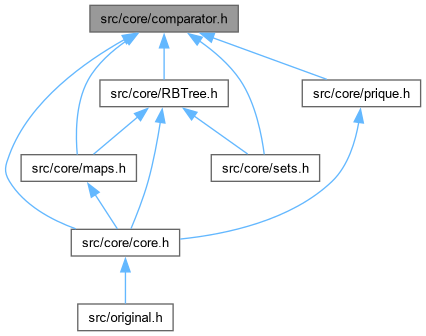 src/core/comparator.h
src/core/RBTree.h
src/core/prique.h
src/core/maps.h
src/core/sets.h
src/core/core.h
src/original.h